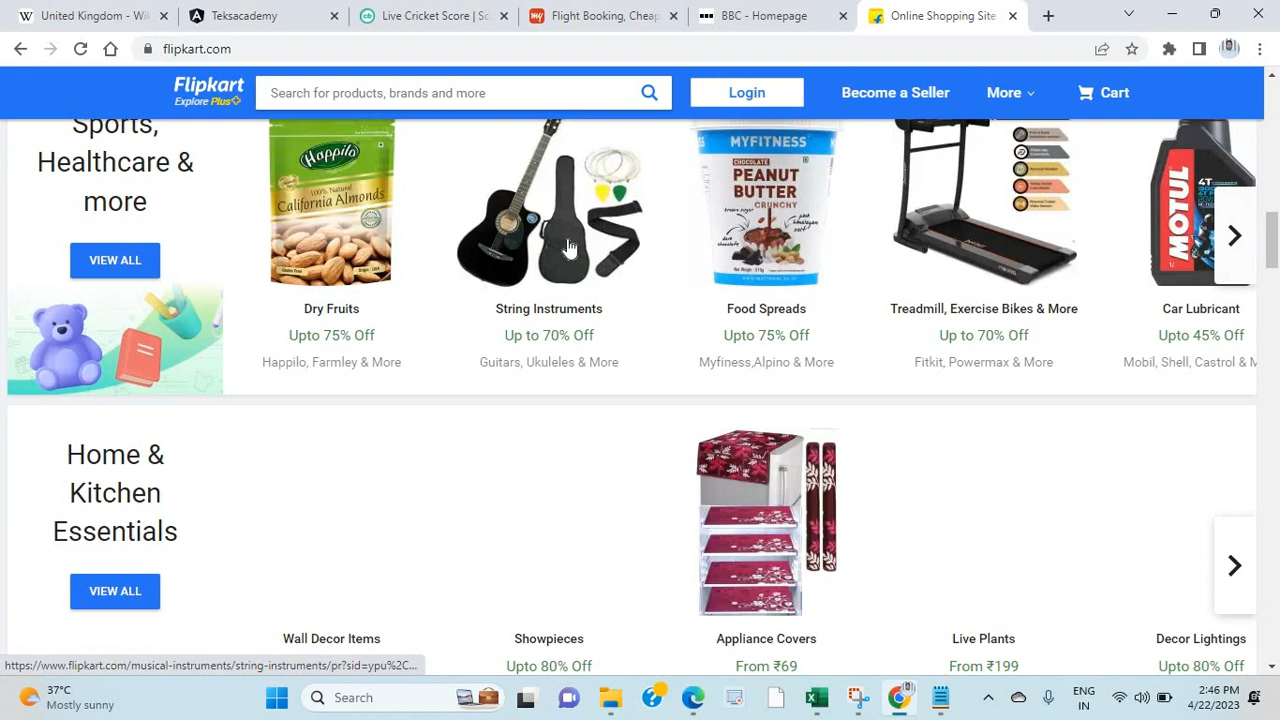 United Kingdom - Wi
Teksacademy
Live Cricket Score | Sc
Flight Booking, Cheap
BBC - Homepage
Online Shopping Site
flipkart.com
Flipkart
Explore Plus
Search for products, brands and more
Login
Become a Seller
More
Cart
Sports,
Healthcare &
more
VIEW ALL
Happilo
100% Natural
California Almonds
Gluten Free
MYFITNESS
CHOCOLATE
PEANUT
BUTTER
CRUNCHY
MOTUL
4T
Dry Fruits
String Instruments
Food Spreads
Treadmill, Exercise Bikes & More
Car Lubricant
Upto 75% Off
Up to 70% Off
Upto 75% Off
Up to 70% Off
Upto 45% Off
Happilo, Farmley & More
Guitars, Ukuleles & More
Myfiness,Alpino & More
Fitkit, Powermax & More
Mobil, Shell, Castrol & M
Home &
Kitchen
Essentials
VIEW ALL
Wall Decor Items
Showpieces
Appliance Covers
Live Plants
Decor Lightings
Upto 80% Off
From ₹69
From ₹199
Upto 80% Off
https://www.flipkart.com/musical-instruments/string-instruments/pr?sid=ypu%2C...
37°C
Mostly sunny
Search
ENG
IN
2:46 PM
4/22/2023